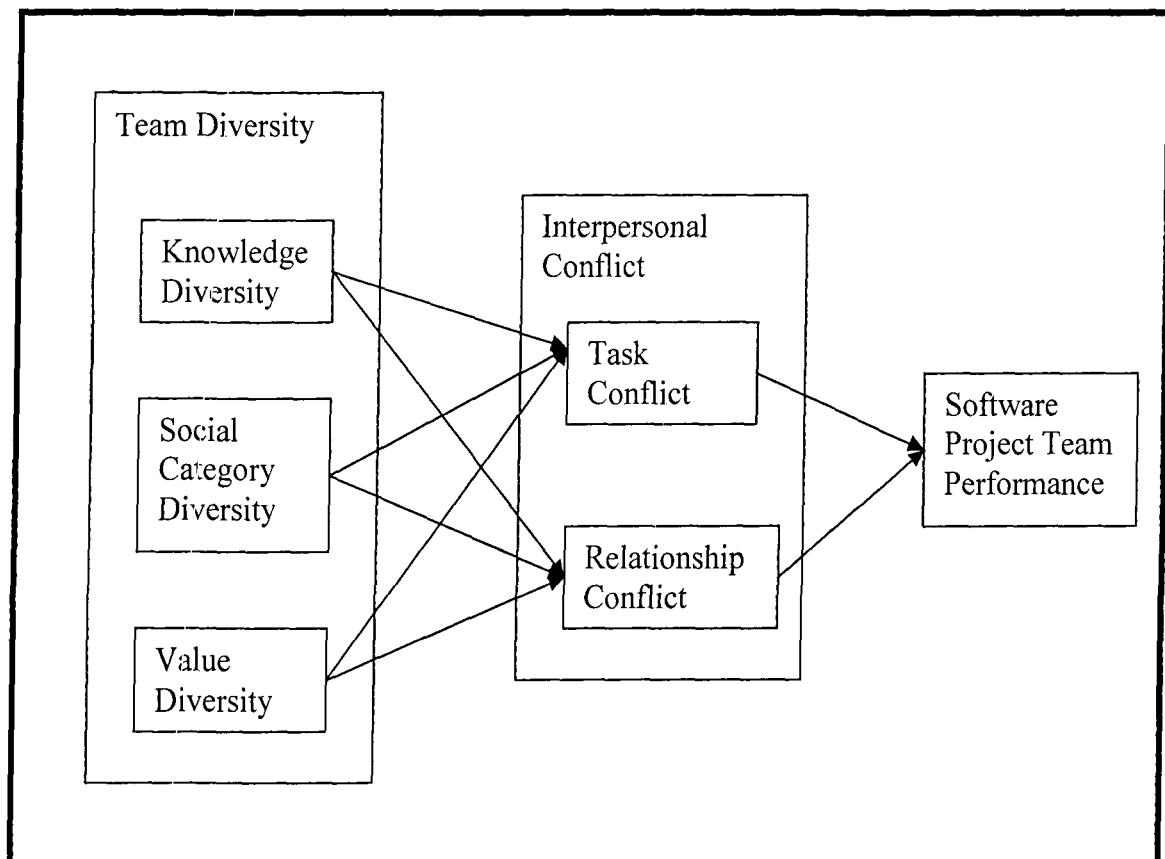 Team Diversity
Knowledge
Diversity
Social
Category
Diversity
Value
Diversity
Interpersonal
Conflict
Task
Conflict
Relationship
Conflict
Software
Project Team
Performance